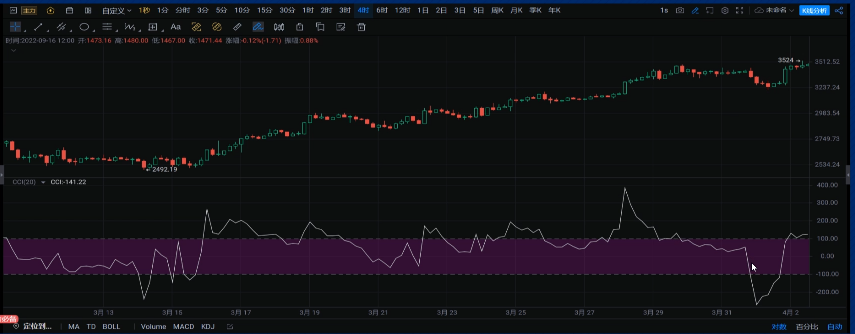 主力 自定义 1秒 1分 分时 3分 5分 10分 15分 30分 1时 2时 3时 4时 6时 12时 1日 2日 3日 5日 周K 月K 季K 年K 1s 未命名 K线分析
Aa
时间:2022-09-16 12:00 开:1473.16 高:1480.00 低:1467.00 收:1471.44 涨幅:-0.12%(-1.71) 振幅:0.88%
3524
3512.52
3237.24
2983.54
2749.73
2534.24
2492.19
CCI(20) CCI:-141.22
400.00
300.00
200.00
100.00
0.00
-100.00
-200.00
3月 13 3月 15 3月 17 3月 19 3月 21 3月 23 3月 25 3月 27 3月 29 3月 31 4月 2
定位到... MA TD BOLL Volume MACD KDJ 对数 百分比 自动